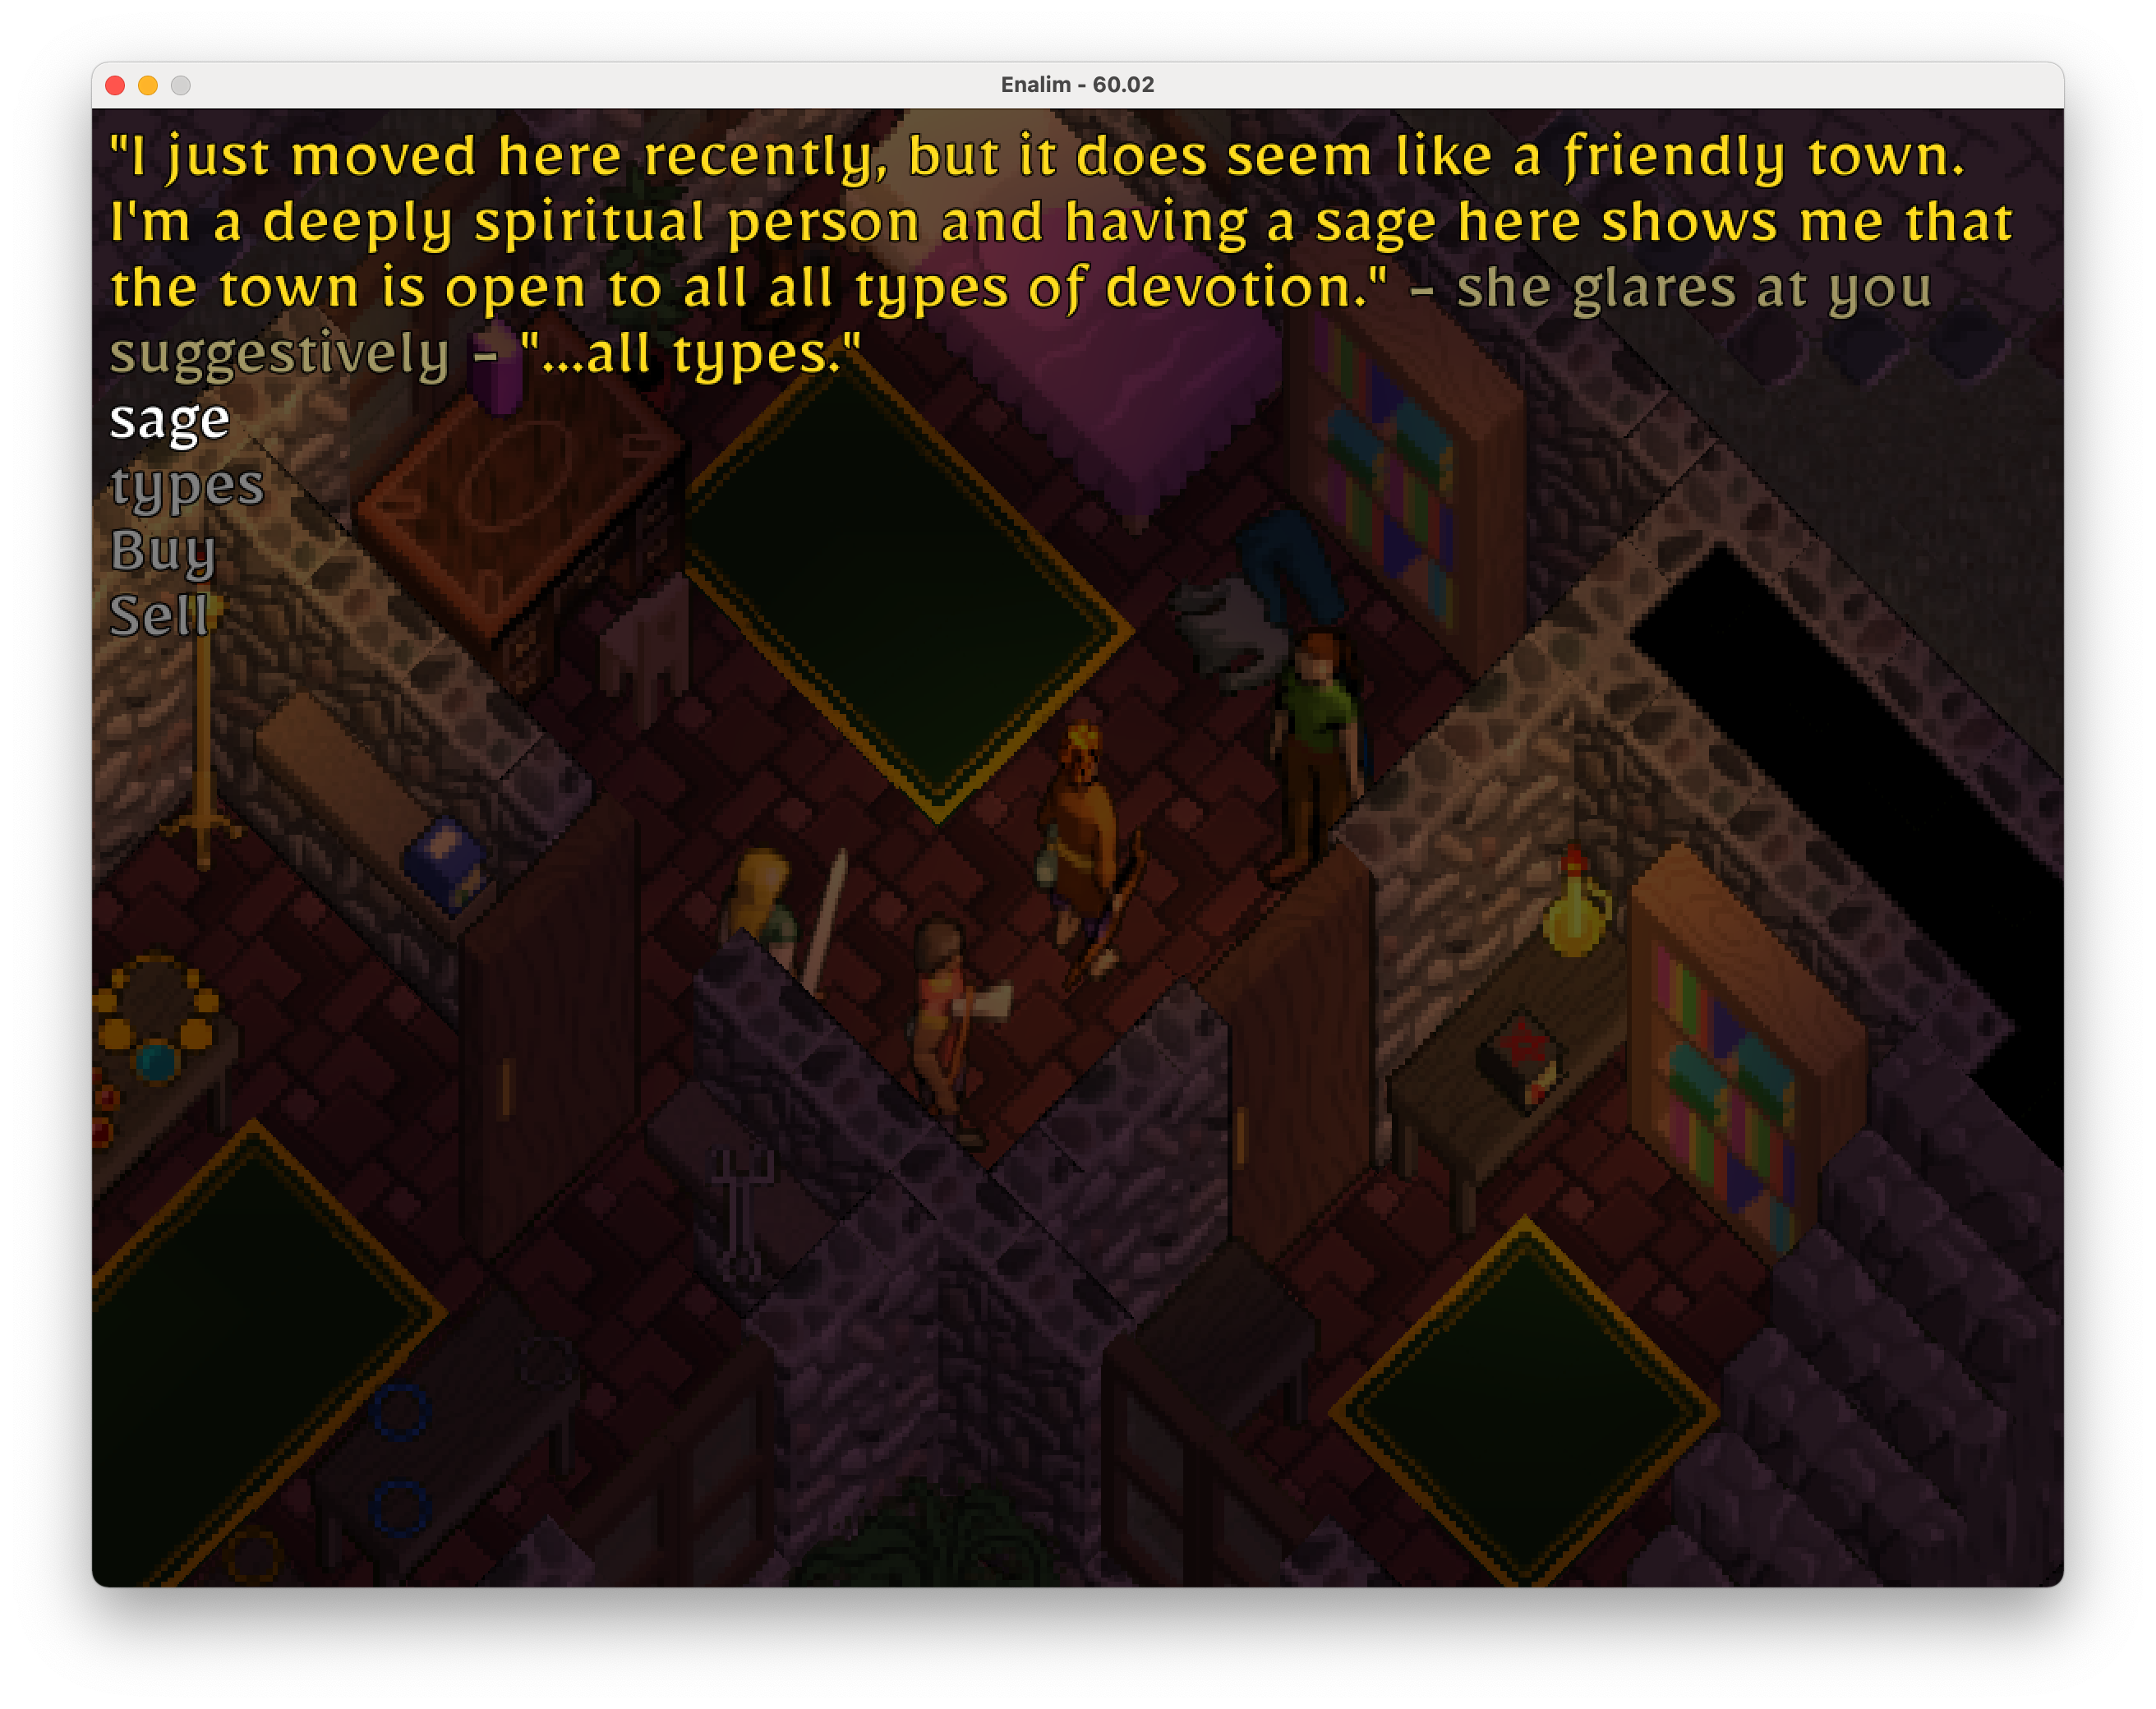 Enalim - 60.02
"I just moved here recently, but it does seem like a friendly town.
I'm a deeply spiritual person and having a sage here shows me that
the town is open to all all types of devotion." - she glares at you
suggestively - "...all types."
sage
types
Buy
Sell